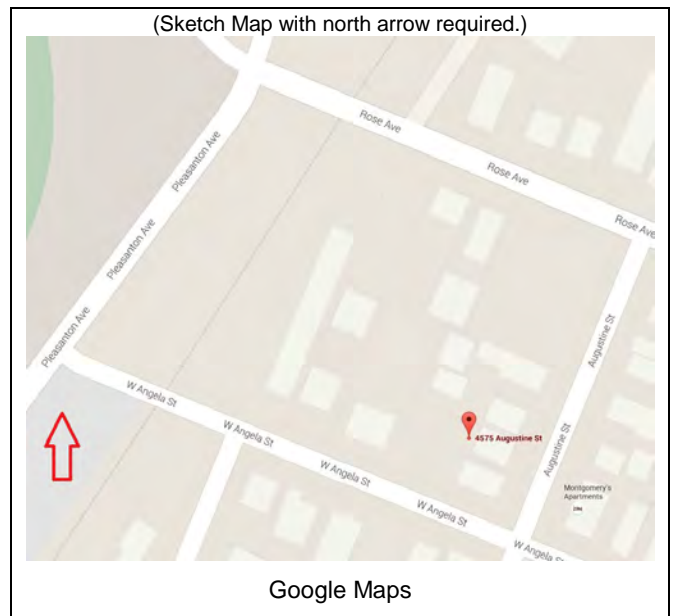 (Sketch Map with north arrow required.)
Rose Ave
Rose Ave
Rose Ave
Pleasanton Ave
Pleasanton Ave
Pleasanton Ave
Augustine St
Augustine St
W Angela St
W Angela St
W Angela St
W Angela St
W Angela St
4575 Augustine St
Montgomery's
Apartments
Google Maps